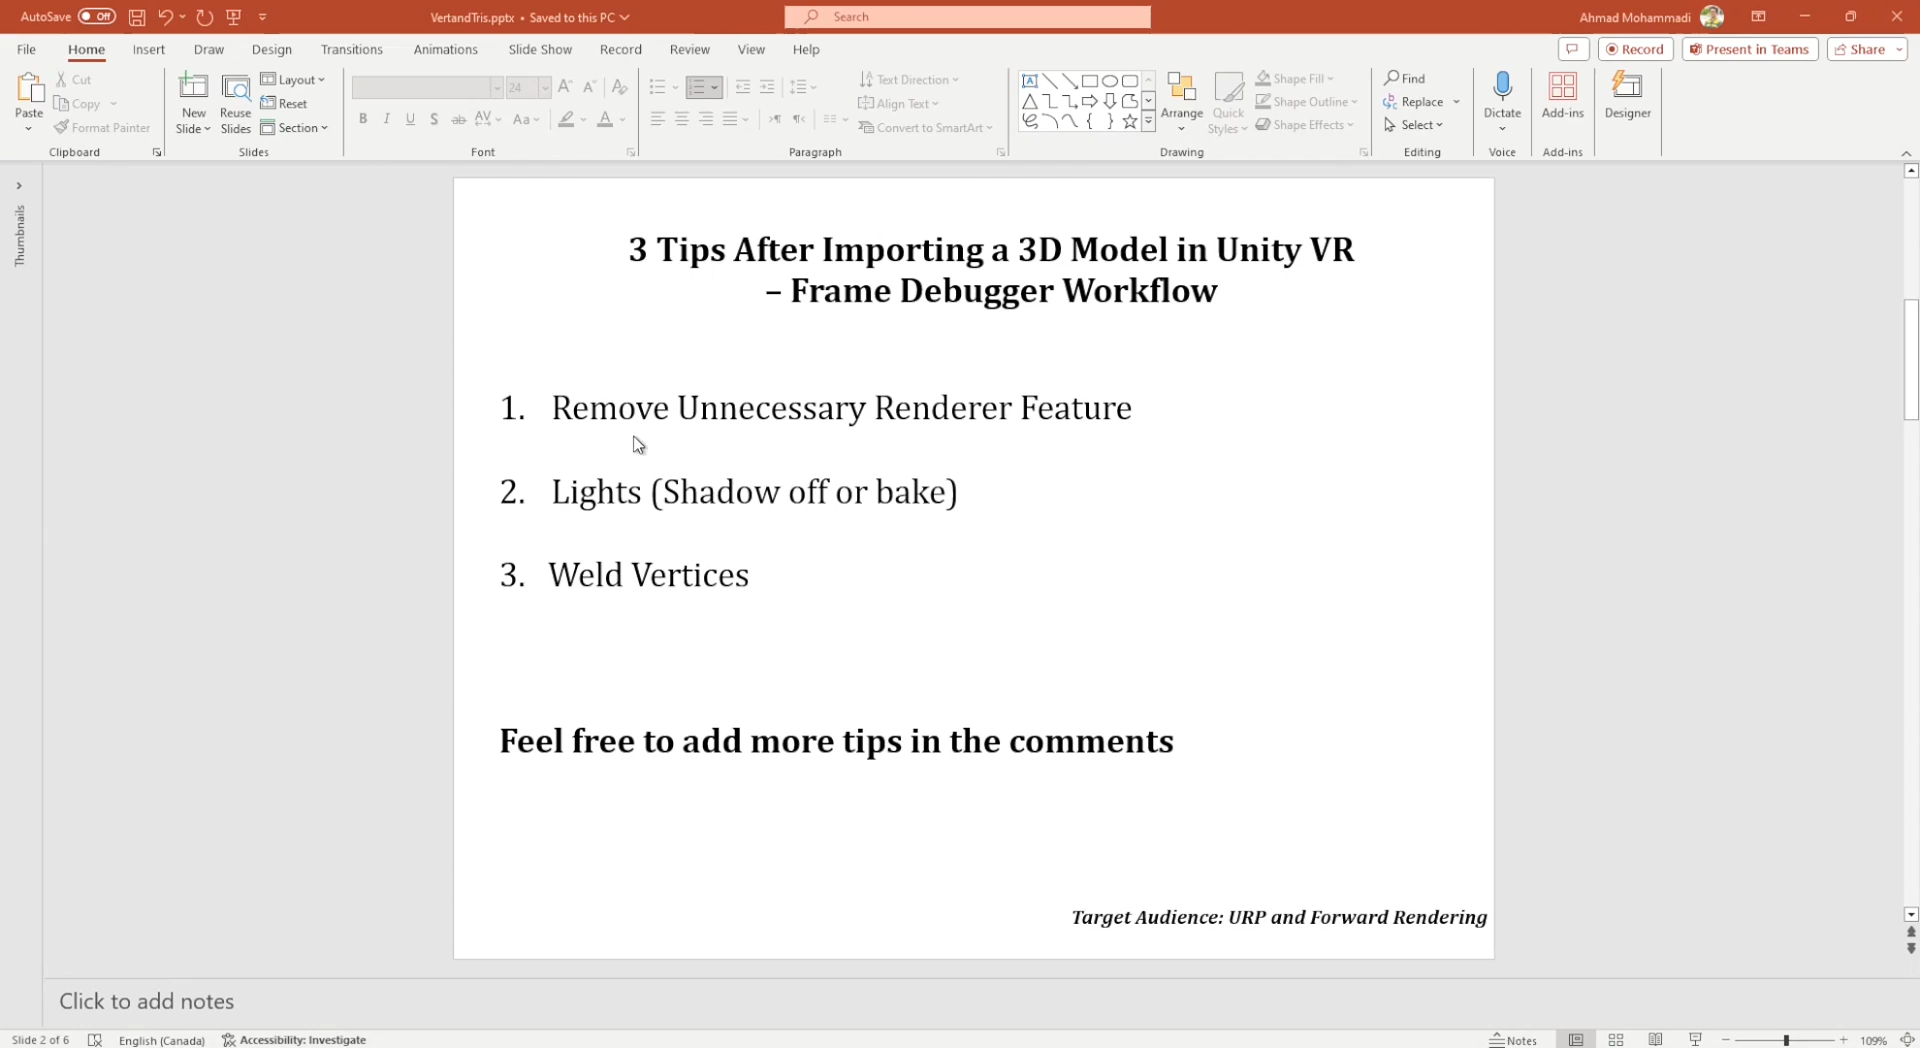 AutoSave Off VertandTris.pptx • Saved to this PC Search Ahmad Mohammadi
File Home Insert Draw Design Transitions Animations Slide Show Record Review View Help Record Present in Teams Share
Paste Cut Copy Format Painter
New Slide Reuse Slides Layout Reset Section
24
B I U S ab AV Aa A
Text Direction Align Text Convert to SmartArt
Arrange Quick Styles Shape Fill Shape Outline Shape Effects
Find Replace Select
Dictate Add-ins Designer
Clipboard Slides Font Paragraph Drawing Editing Voice Add-ins
Thumbnails
3 Tips After Importing a 3D Model in Unity VR
– Frame Debugger Workflow
1. Remove Unnecessary Renderer Feature
2. Lights (Shadow off or bake)
3. Weld Vertices
Feel free to add more tips in the comments
Target Audience: URP and Forward Rendering
Click to add notes
Slide 2 of 6 English (Canada) Accessibility: Investigate Notes 109%